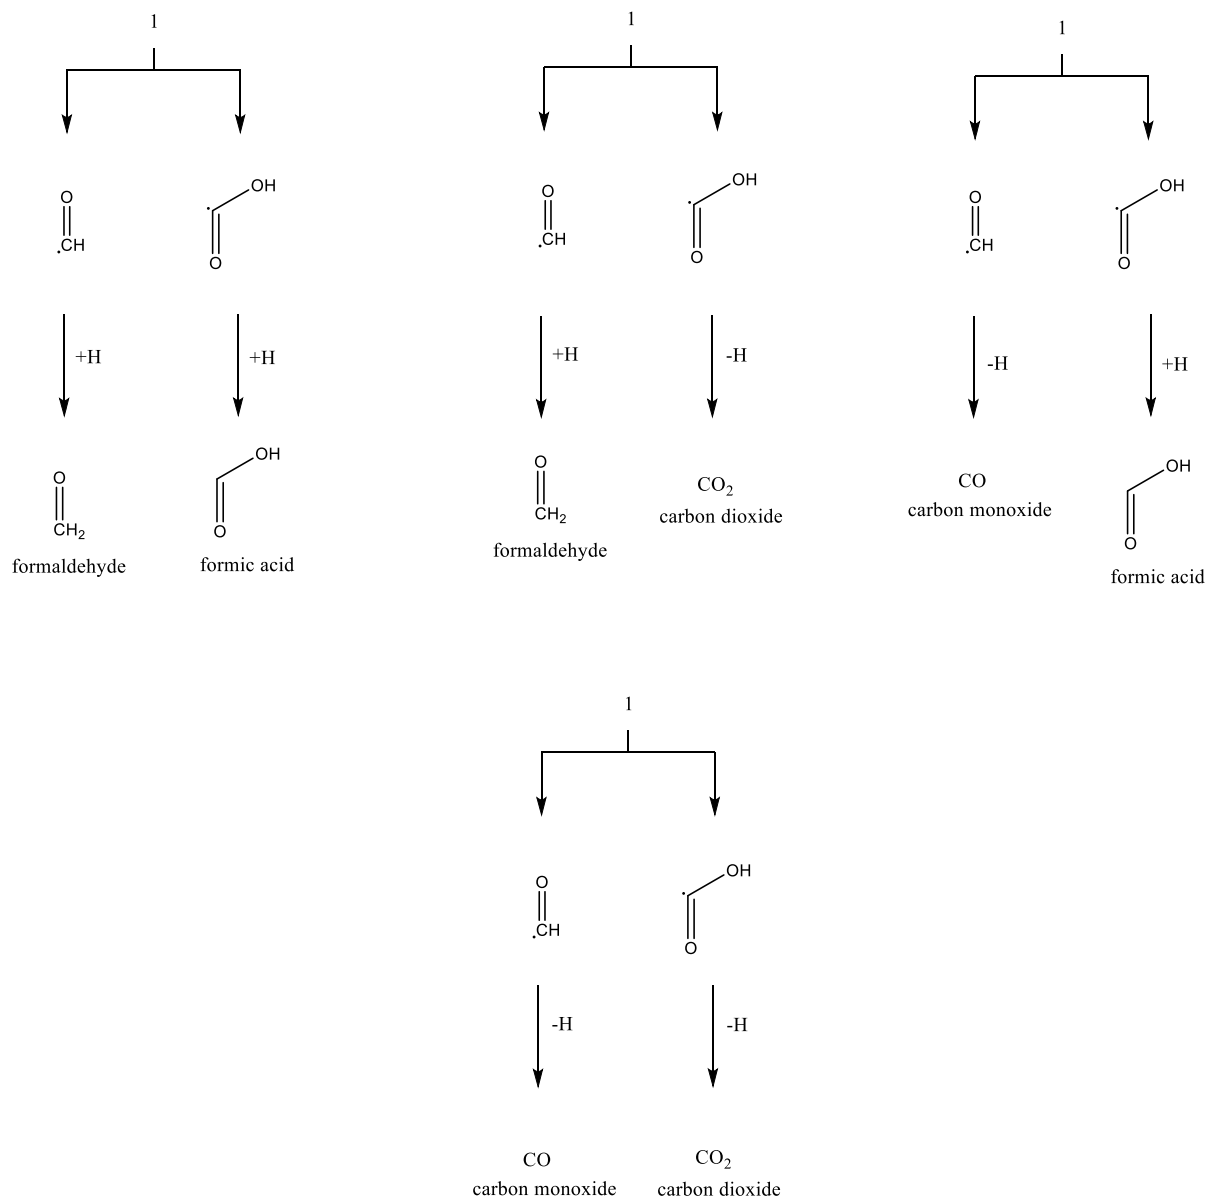 1
1
1
O
OH
·CH
·
O
O
OH
·CH
·
O
O
OH
·CH
·
O
+H
+H
+H
-H
-H
+H
O
OH
CH2
O
formaldehyde
formic acid
O
CH2
formaldehyde
CO2
carbon dioxide
CO
carbon monoxide
OH
O
formic acid
1
O
OH
·CH
·
O
-H
-H
CO
carbon monoxide
CO2
carbon dioxide